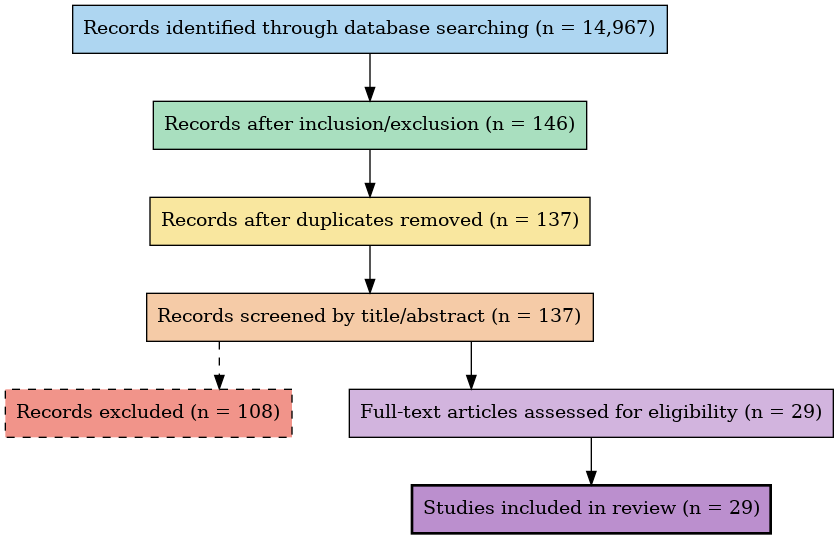 Records identified through database searching (n = 14,967)
Records after inclusion/exclusion (n = 146)
Records after duplicates removed (n = 137)
Records screened by title/abstract (n = 137)
Records excluded (n = 108)
Full-text articles assessed for eligibility (n = 29)
Studies included in review (n = 29)